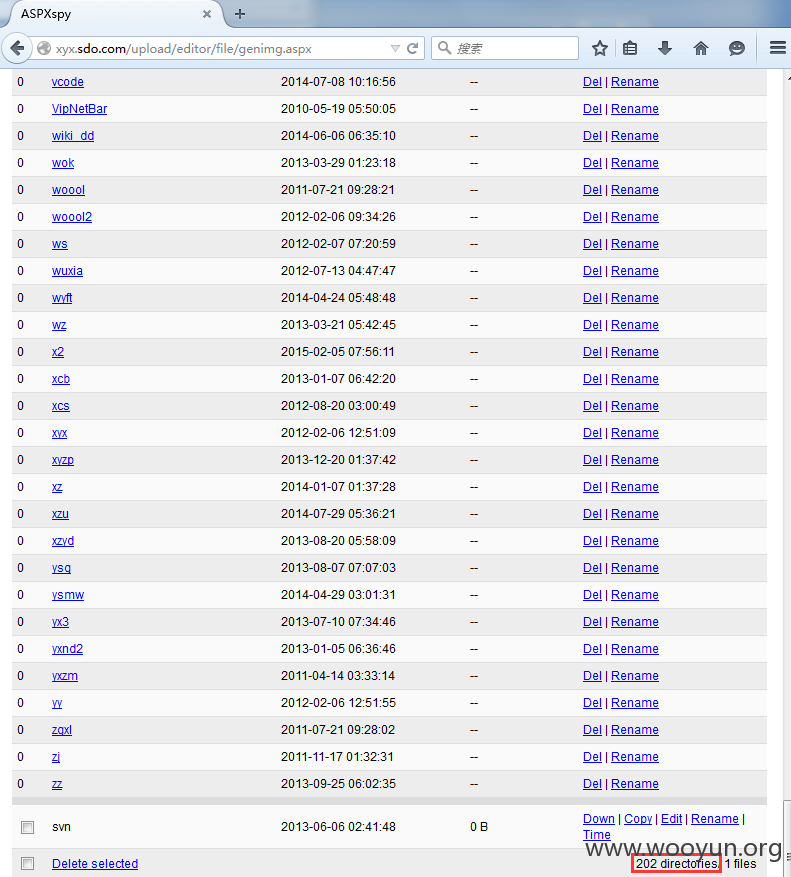 ASPXspy
xyx.sdo.com/upload/editor/file/genimg.aspx 搜索
0 vcode 2014-07-08 10:16:56 -- Del | Rename
0 VipNetBar 2010-05-19 05:50:05 -- Del | Rename
0 wiki_dd 2014-06-06 06:35:10 -- Del | Rename
0 wok 2013-03-29 01:23:18 -- Del | Rename
0 woool 2011-07-21 09:28:21 -- Del | Rename
0 woool2 2012-02-06 09:34:26 -- Del | Rename
0 ws 2012-02-07 07:20:59 -- Del | Rename
0 wuxia 2012-07-13 04:47:47 -- Del | Rename
0 wyft 2014-04-24 05:48:48 -- Del | Rename
0 wz 2013-03-21 05:42:45 -- Del | Rename
0 x2 2015-02-05 07:56:11 -- Del | Rename
0 xcb 2013-01-07 06:42:20 -- Del | Rename
0 xcs 2012-08-20 03:00:49 -- Del | Rename
0 xyx 2012-02-06 12:51:09 -- Del | Rename
0 xyzp 2013-12-20 01:37:42 -- Del | Rename
0 xz 2014-01-07 01:37:28 -- Del | Rename
0 xzu 2014-07-29 05:36:21 -- Del | Rename
0 xzyd 2013-08-20 05:58:09 -- Del | Rename
0 ysq 2013-08-07 07:07:03 -- Del | Rename
0 ysmw 2014-04-29 03:01:31 -- Del | Rename
0 yx3 2013-07-10 07:34:46 -- Del | Rename
0 yxnd2 2013-01-05 06:36:46 -- Del | Rename
0 yxzm 2011-04-14 03:33:14 -- Del | Rename
0 yy 2012-02-06 12:51:55 -- Del | Rename
0 zqxl 2011-07-21 09:28:02 -- Del | Rename
0 zj 2011-11-17 01:32:31 -- Del | Rename
0 zz 2013-09-25 06:02:35 -- Del | Rename
svn 2013-06-06 02:41:48 0 B Down | Copy | Edit | Rename |
Time
www.wooyun.org
Delete selected 202 directories, 1 files